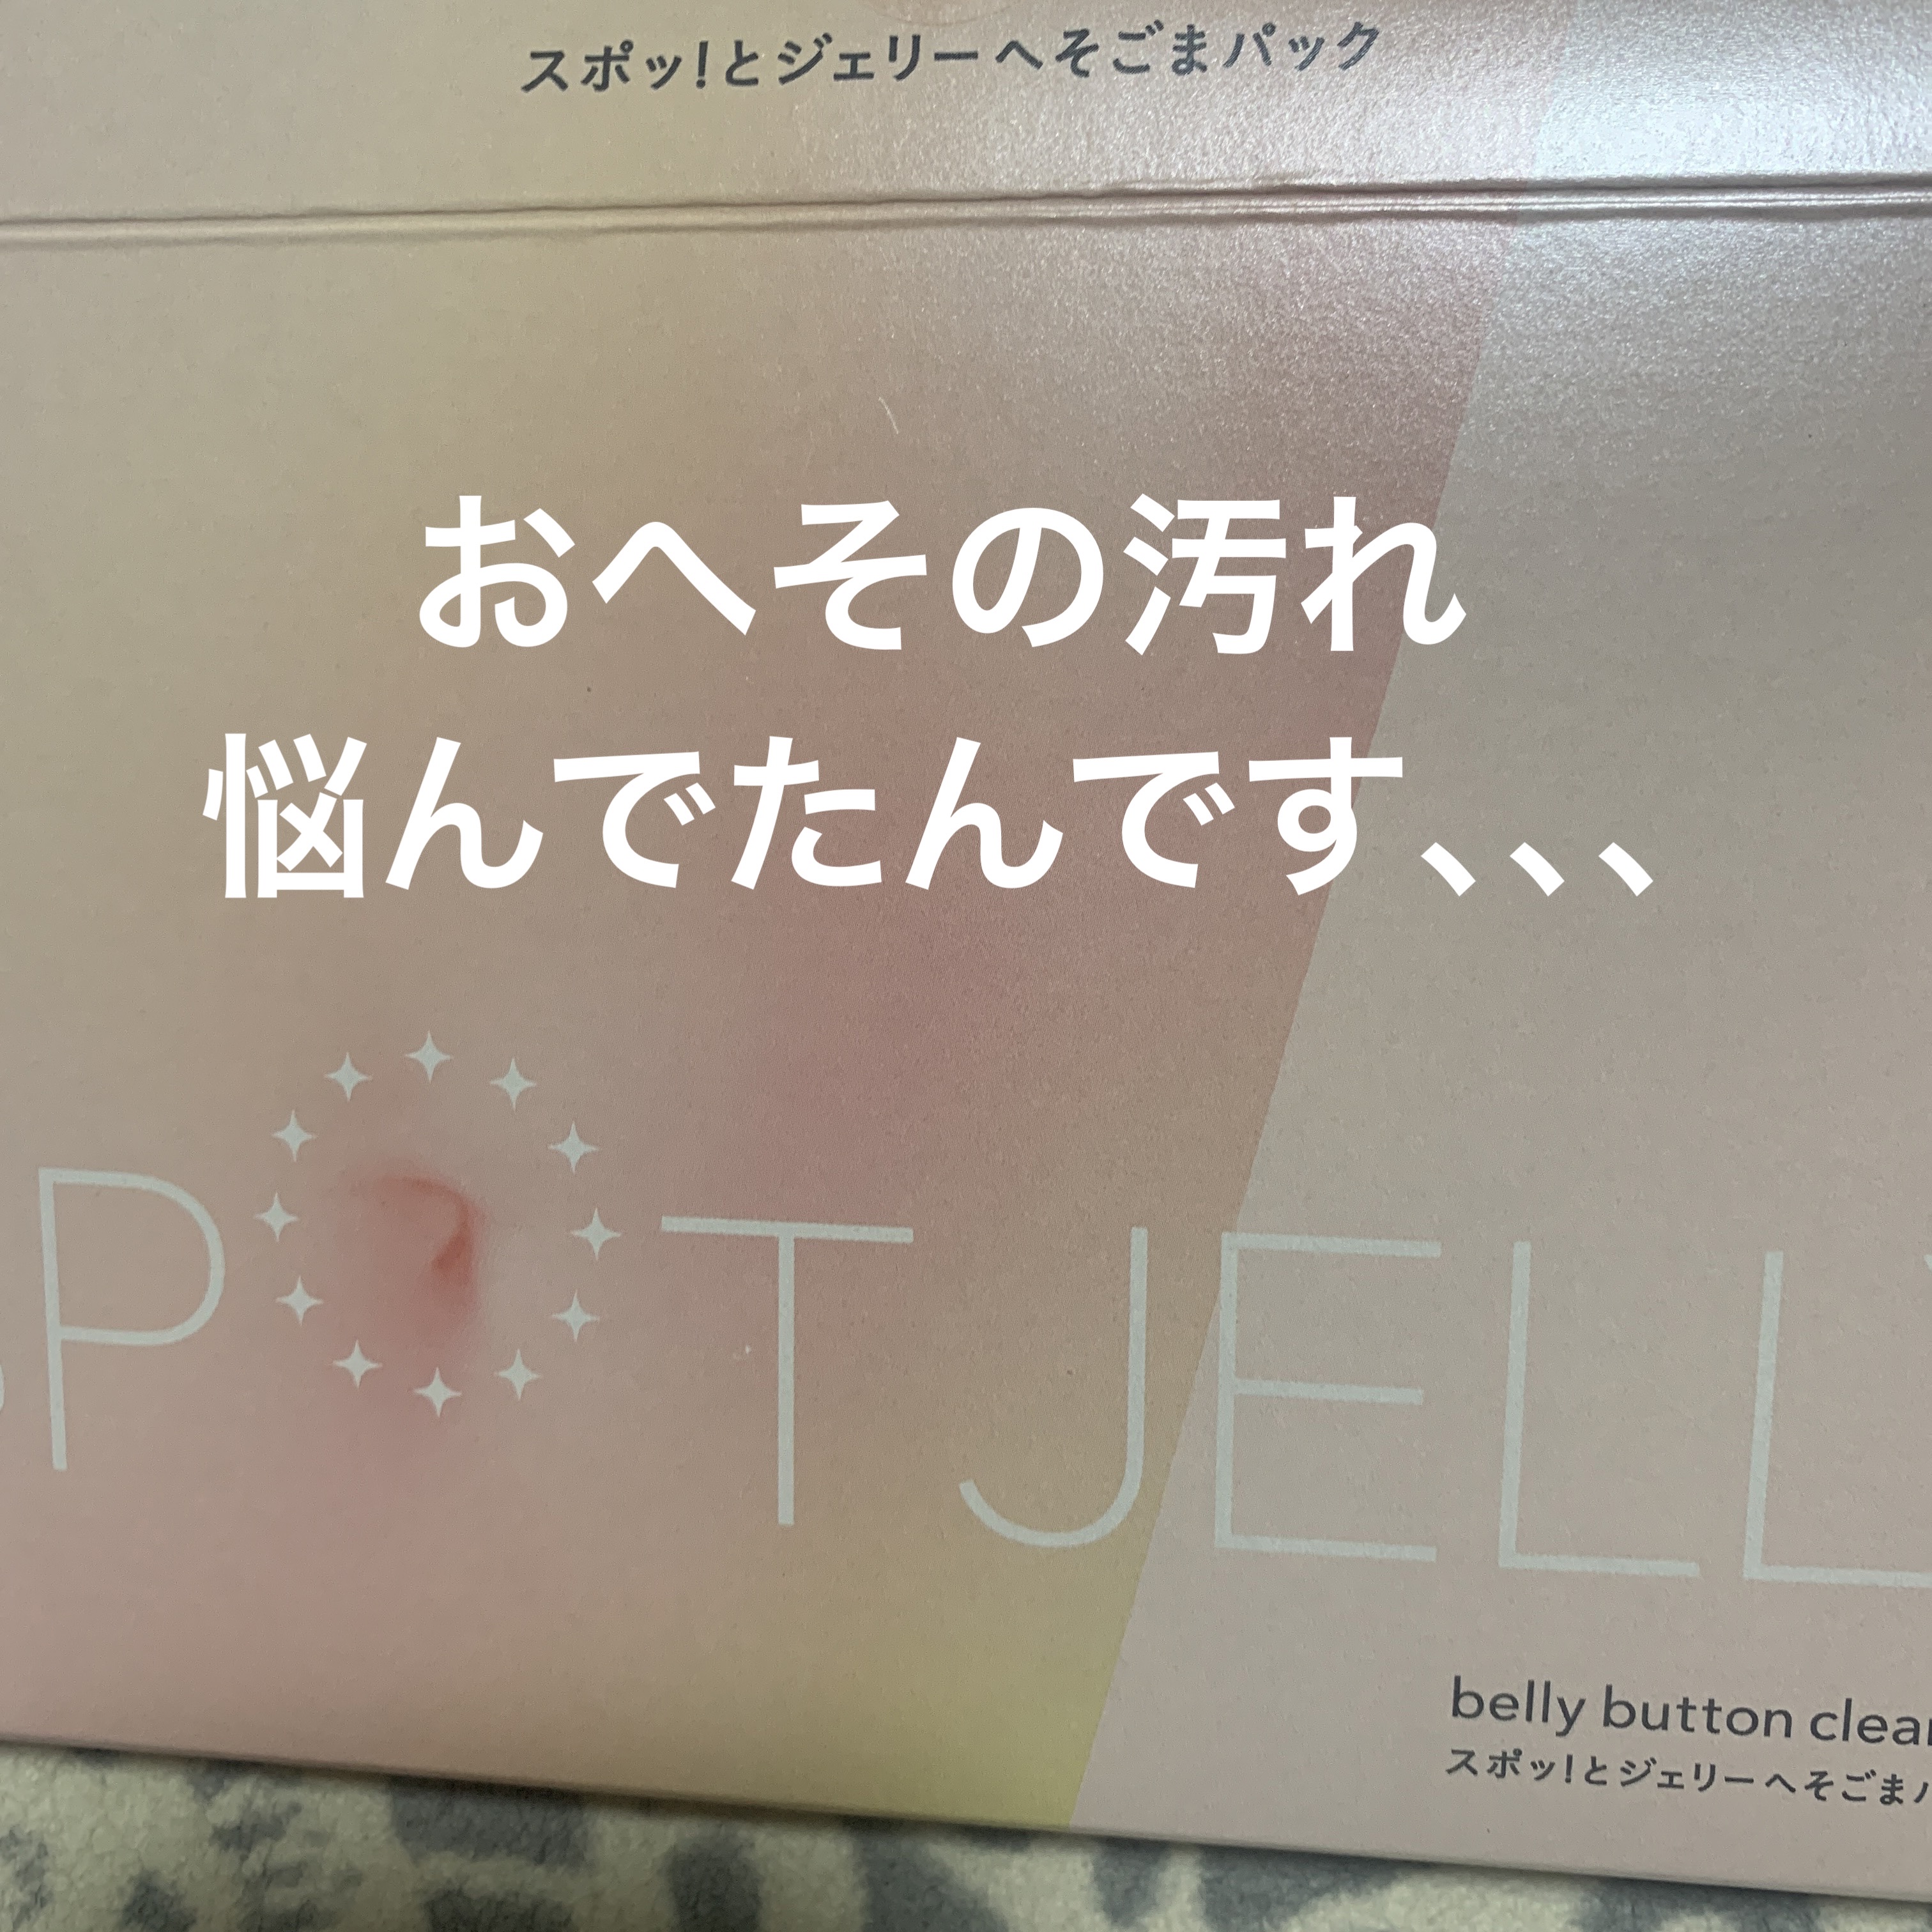 スポッ!とジェリーへそごまパック
おへその汚れ
悩んでたんです、、、
SPOT JELLY
belly button clea
スポッ!とジェリーへそごま